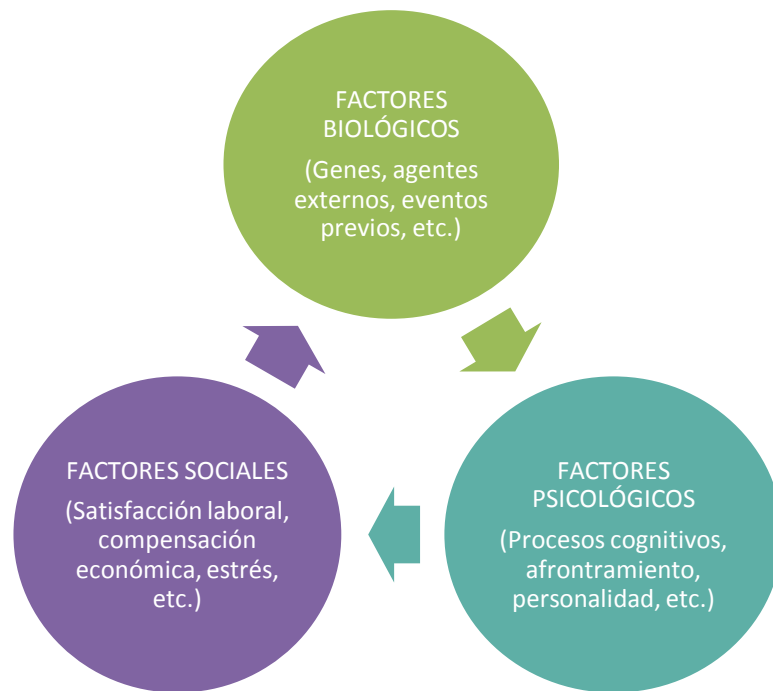 FACTORES
BIOLÓGICOS
(Genes, agentes
externos, eventos
previos, etc.)
FACTORES SOCIALES
(Satisfacción laboral,
compensación
económica, estrés,
etc.)
FACTORES
PSICOLÓGICOS
(Procesos cognitivos,
afrontramiento,
personalidad, etc.)